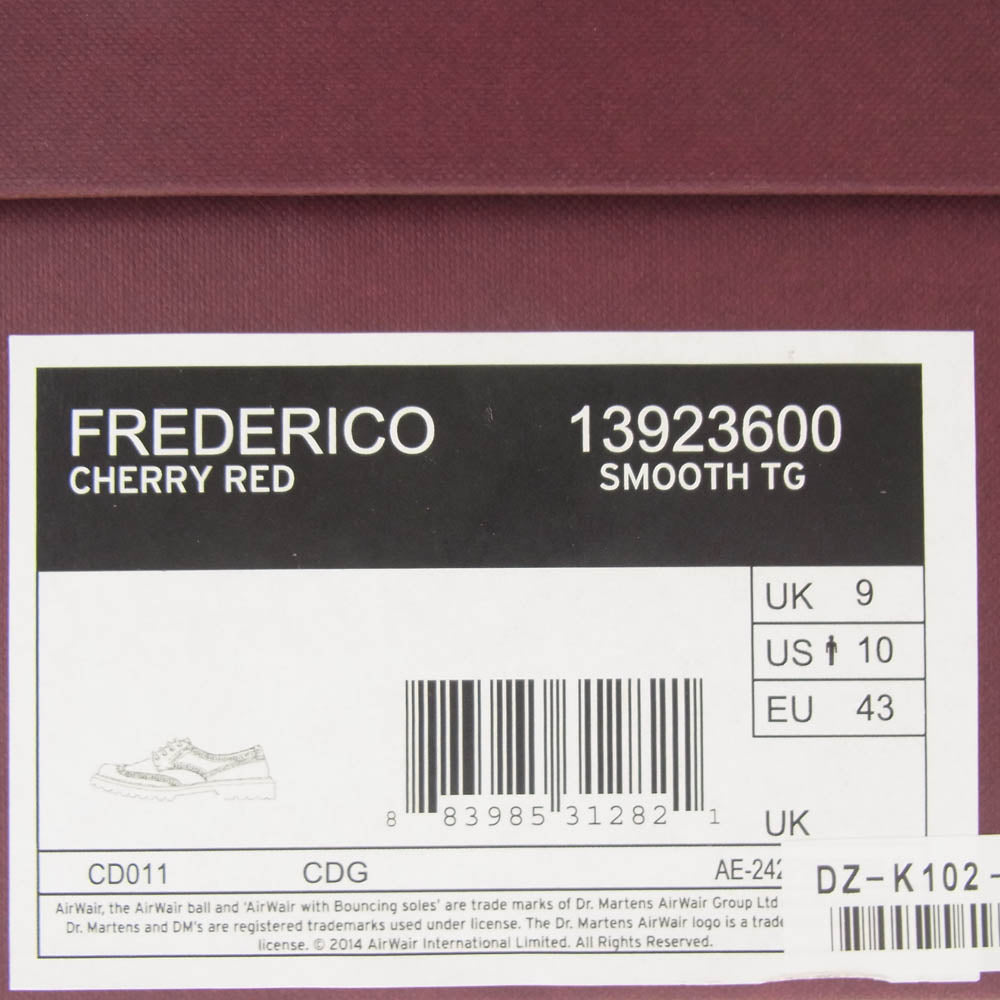 FREDERICO 13923600
CHERRY RED SMOOTH TG
UK 9
US 10
EU 43
8 83985 31282 1
UK
CD011 CDG AE-242
DZ-K102-
AirWair, the AirWair ball and 'AirWair with Bouncing soles' are trade marks of Dr. Martens AirWair Group Ltd
Dr. Martens and DM's are registered trademarks used under license. The Dr. Martens AirWair logo is a
license. © 2014 AirWair International Limited. All Rights Reserved.